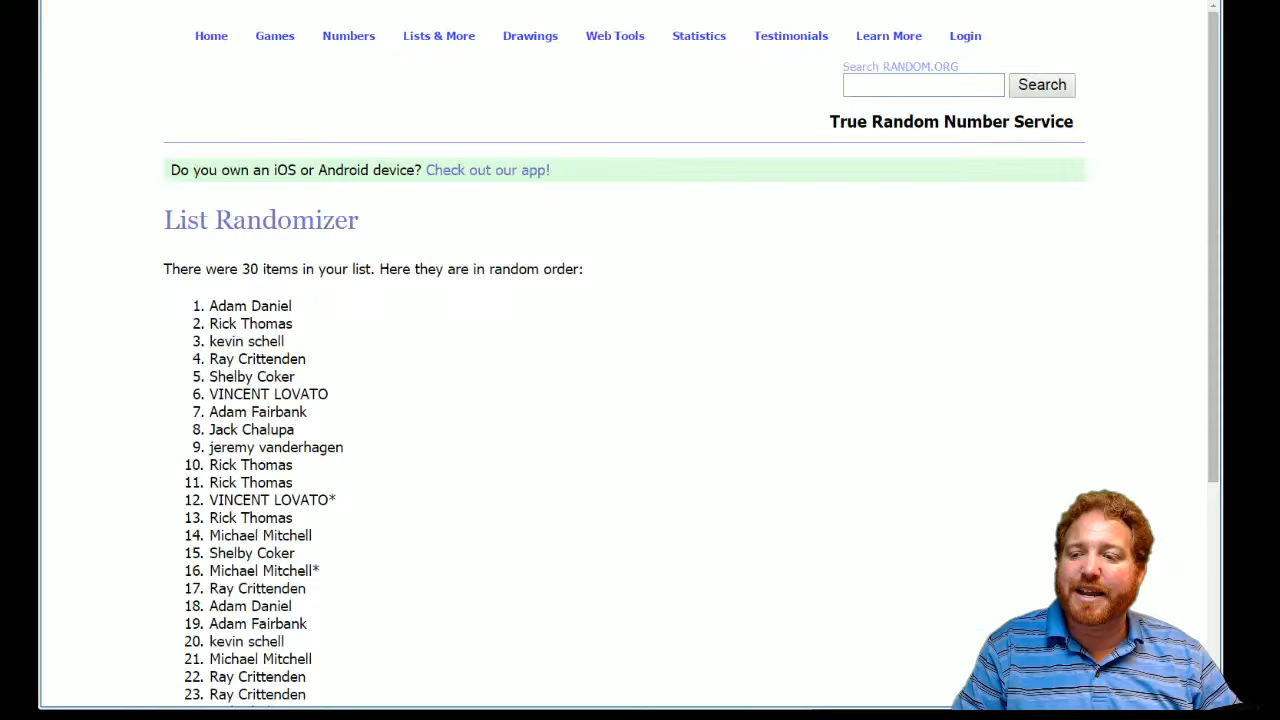 Home Games Numbers Lists & More Drawings Web Tools Statistics Testimonials Learn More Login
Search RANDOM.ORG
Search
True Random Number Service
Do you own an iOS or Android device? Check out our app!
List Randomizer
There were 30 items in your list. Here they are in random order:
1. Adam Daniel
2. Rick Thomas
3. kevin schell
4. Ray Crittenden
5. Shelby Coker
6. VINCENT LOVATO
7. Adam Fairbank
8. Jack Chalupa
9. jeremy vanderhagen
10. Rick Thomas
11. Rick Thomas
12. VINCENT LOVATO*
13. Rick Thomas
14. Michael Mitchell
15. Shelby Coker
16. Michael Mitchell*
17. Ray Crittenden
18. Adam Daniel
19. Adam Fairbank
20. kevin schell
21. Michael Mitchell
22. Ray Crittenden
23. Ray Crittenden